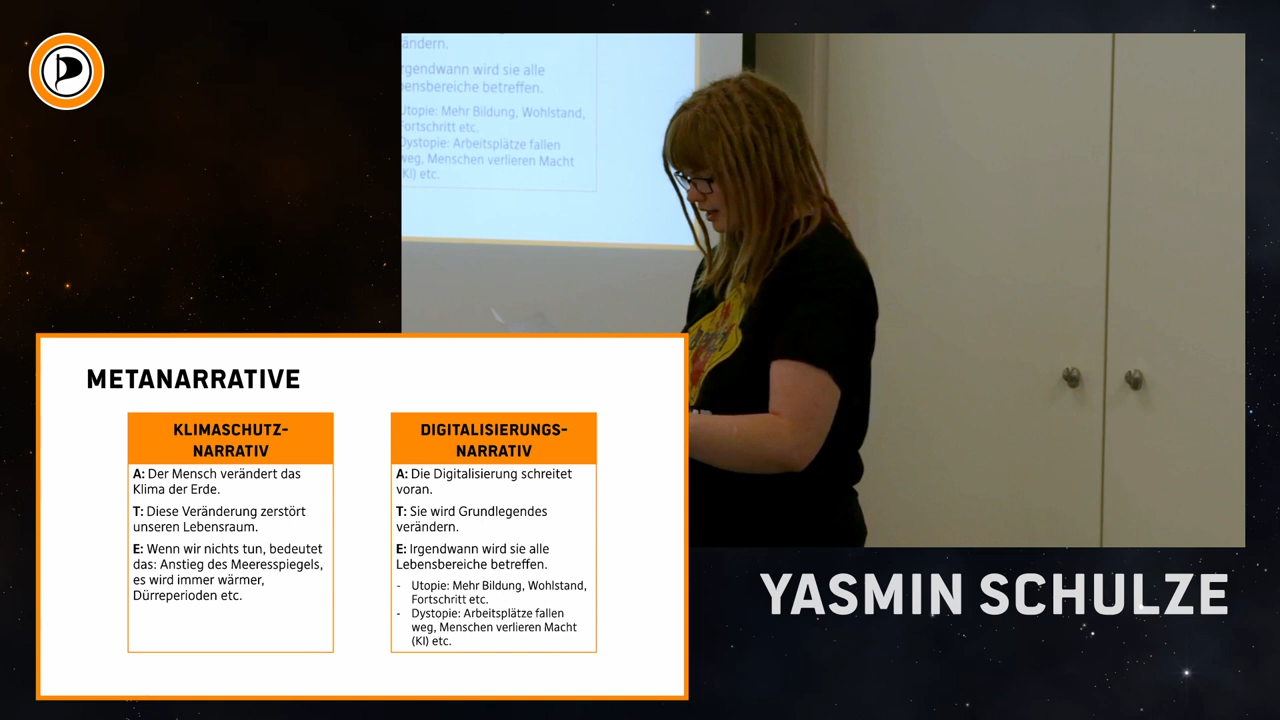 ändern.
rgendwann wird sie alle
ensbereiche betreffen.
Utopie: Mehr Bildung, Wohlstand,
Fortschritt etc.
Dystopie: Arbeitsplätze fallen
weg, Menschen verlieren Macht
(KI) etc.
METANARRATIVE
KLIMASCHUTZ-
NARRATIV
A: Der Mensch verändert das
Klima der Erde.
T: Diese Veränderung zerstört
unseren Lebensraum.
E: Wenn wir nichts tun, bedeutet
das: Anstieg des Meeresspiegels,
es wird immer wärmer,
Dürreperioden etc.
DIGITALISIERUNGS-
NARRATIV
A: Die Digitalisierung schreitet
voran.
T: Sie wird Grundlegendes
verändern.
E: Irgendwann wird sie alle
Lebensbereiche betreffen.
- Utopie: Mehr Bildung, Wohlstand,
Fortschritt etc.
- Dystopie: Arbeitsplätze fallen
weg, Menschen verlieren Macht
(KI) etc.
YASMIN SCHULZE